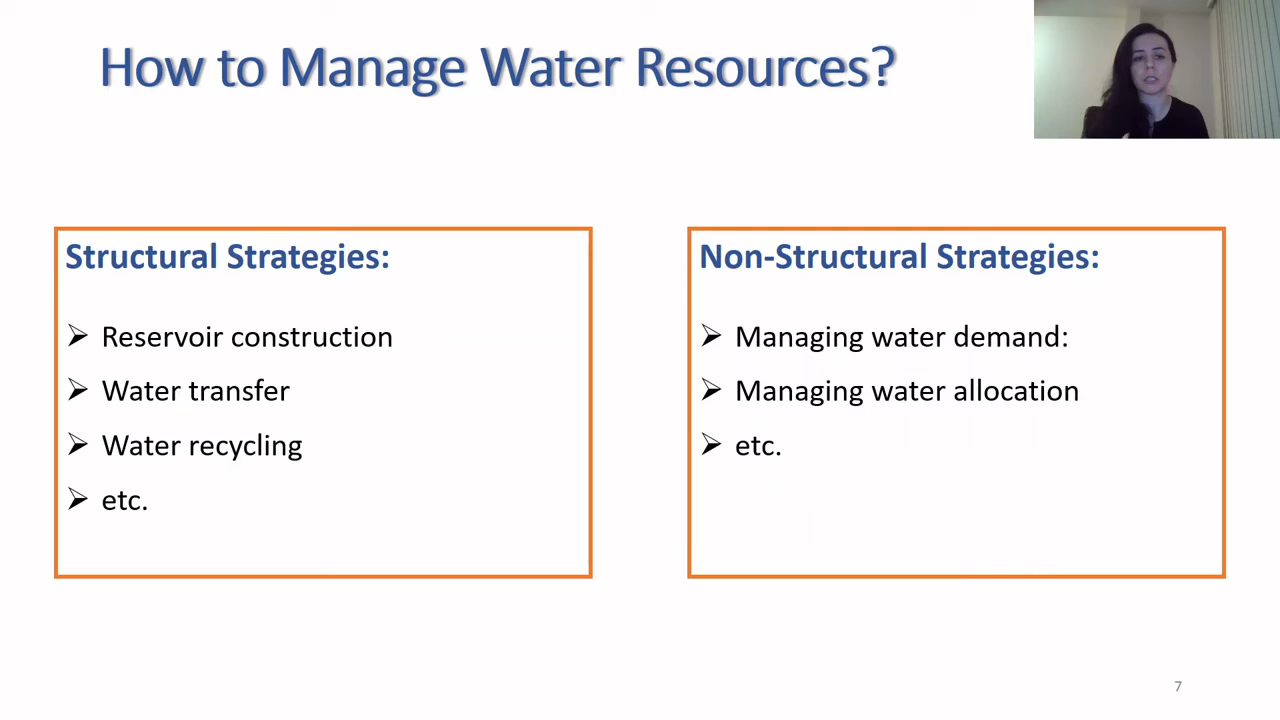 How to Manage Water Resources?
Structural Strategies:
➢ Reservoir construction
➢ Water transfer
➢ Water recycling
➢ etc.
Non-Structural Strategies:
➢ Managing water demand:
➢ Managing water allocation
➢ etc.
7